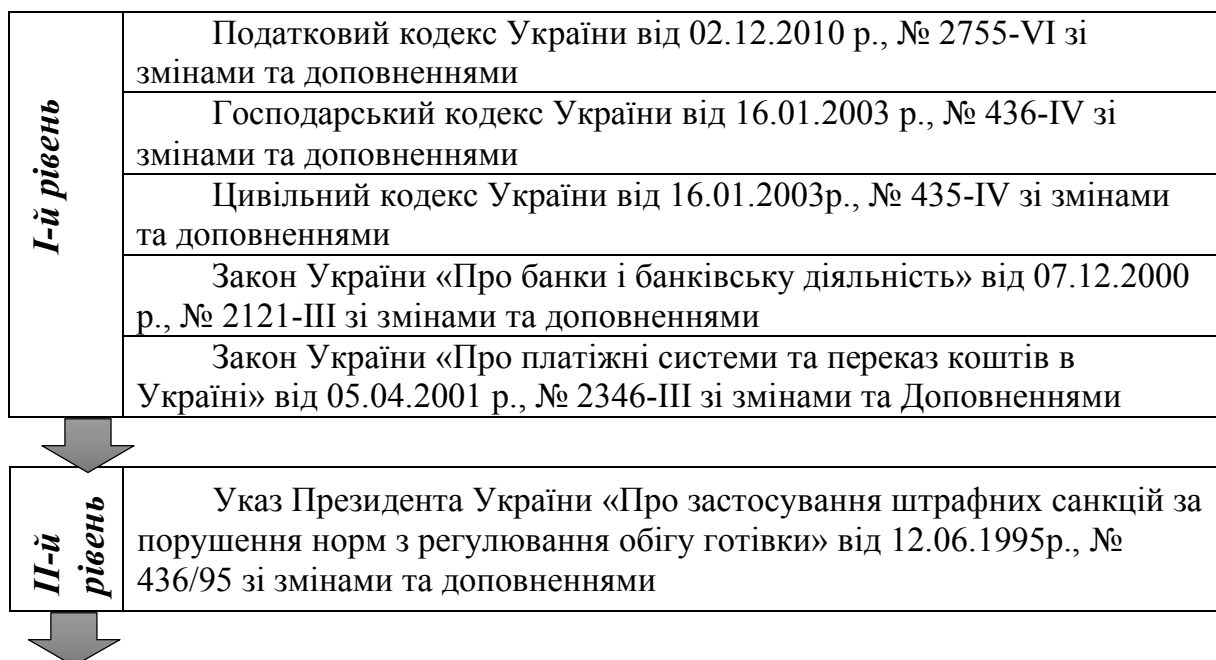 I-й рівень
Податковий кодекс України від 02.12.2010 р., № 2755-VI зі
змінами та доповненнями
Господарський кодекс України від 16.01.2003 р., № 436-IV зі
змінами та доповненнями
Цивільний кодекс України від 16.01.2003р., № 435-IV зі змінами
та доповненнями
Закон України «Про банки і банківську діяльність» від 07.12.2000
р., № 2121-III зі змінами та доповненнями
Закон України «Про платіжні системи та переказ коштів в
Україні» від 05.04.2001 р., № 2346-III зі змінами та Доповненнями
II-й
рівень
Указ Президента України «Про застосування штрафних санкцій за
порушення норм з регулювання обігу готівки» від 12.06.1995р., №
436/95 зі змінами та доповненнями